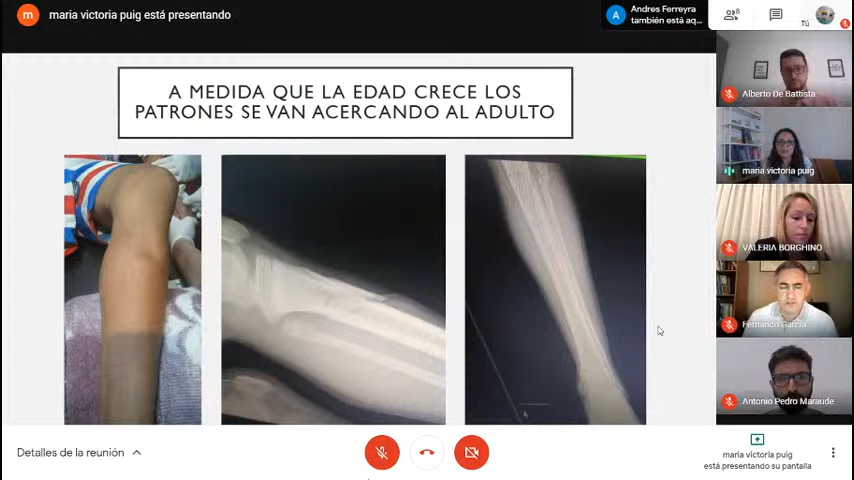 m
maria victoria puig está presentando
A
Andres Ferreyra
también está aq...
8
Tú
A MEDIDA QUE LA EDAD CRECE LOS
PATRONES SE VAN ACERCANDO AL ADULTO
Alberto De Battista
maria victoria puig
VALERIA BORGHINO
Fernando Garcia
Antonio Pedro Maraude
Detalles de la reunión
maria victoria puig
está presentando su pantalla